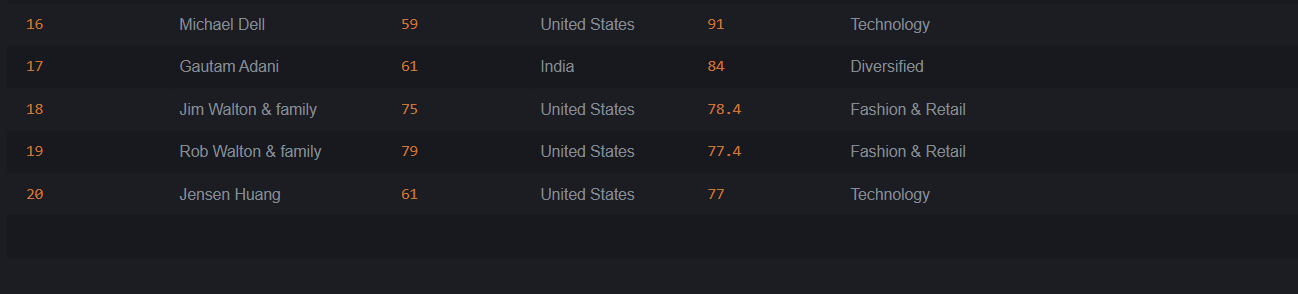 16 Michael Dell 59 United States 91 Technology
17 Gautam Adani 61 India 84 Diversified
18 Jim Walton & family 75 United States 78.4 Fashion & Retail
19 Rob Walton & family 79 United States 77.4 Fashion & Retail
20 Jensen Huang 61 United States 77 Technology